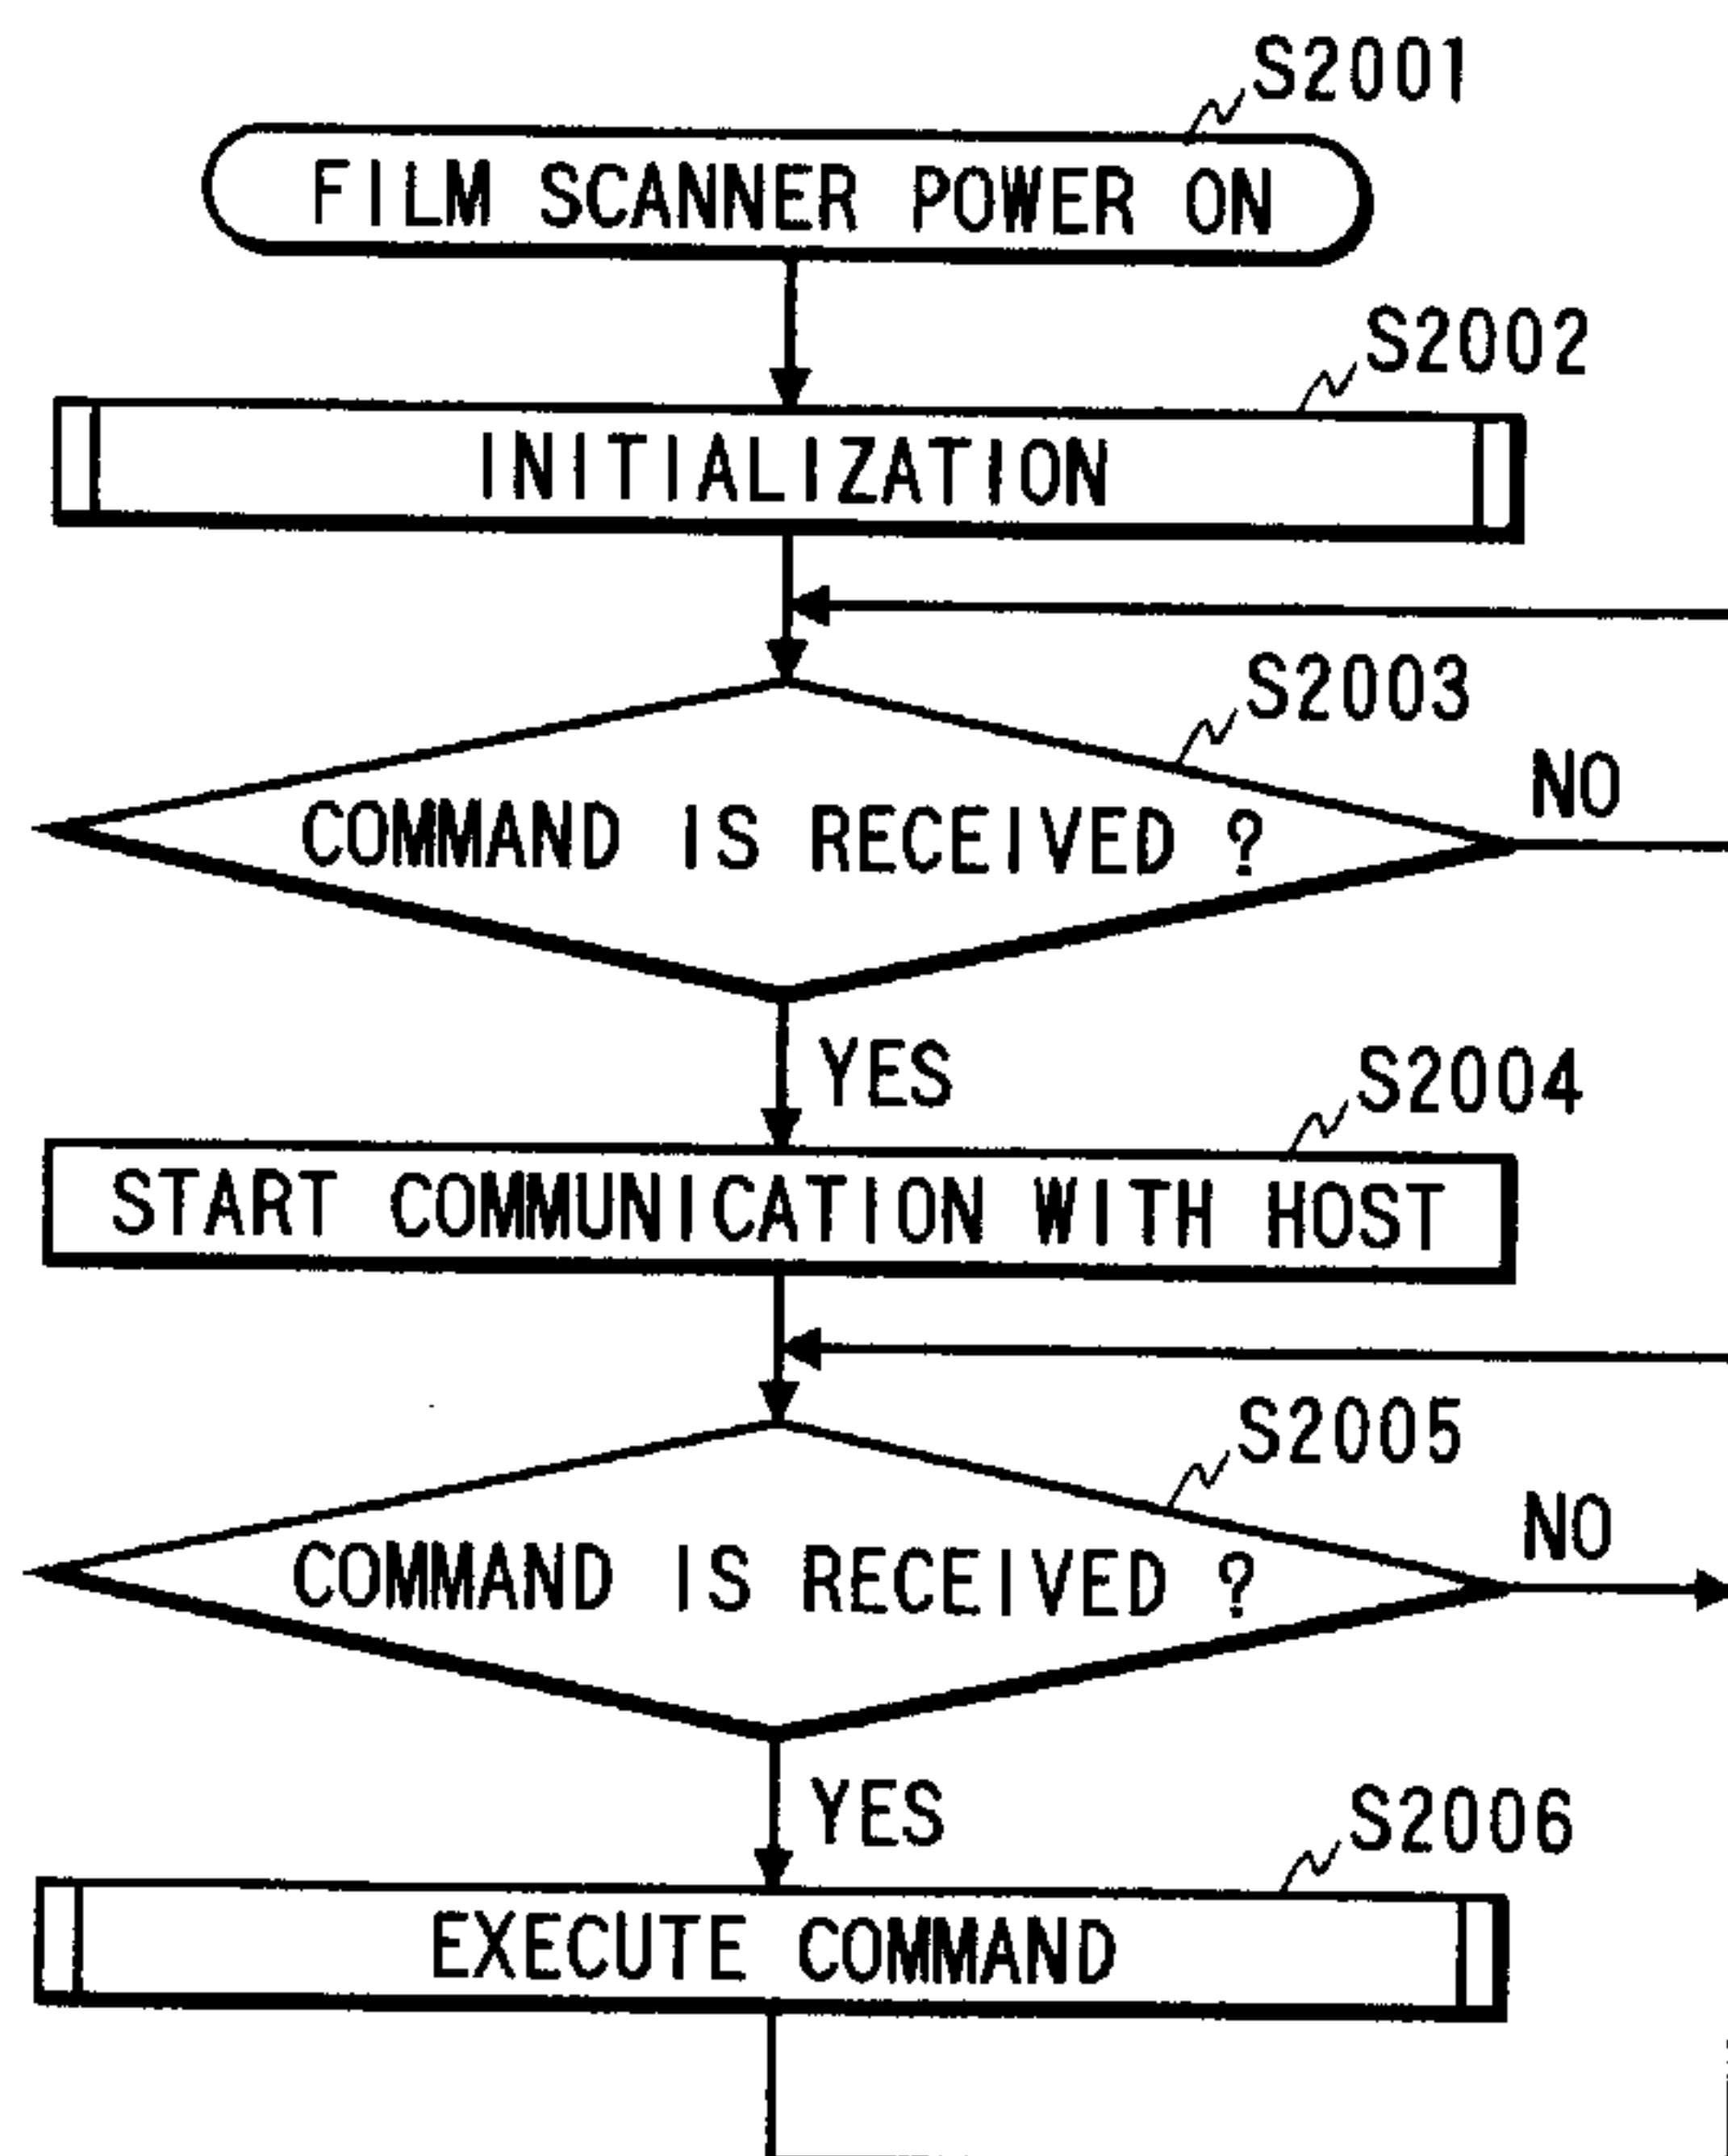 S2001
FILM SCANNER POWER ON
S2002
INITIALIZATION
S2003
NO
COMMAND IS RECEIVED ?
YES
S2004
START COMMUNICATION WITH HOST
S2005
NO
COMMAND IS RECEIVED ?
YES
S2006
EXECUTE COMMAND